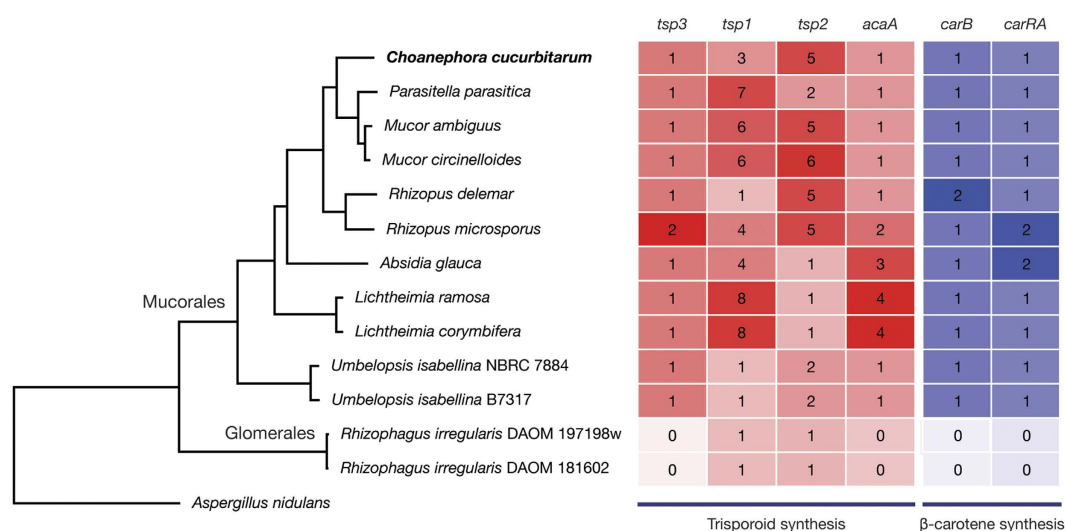 tsp3 tsp1 tsp2 acaA carB carRA
Choanephora cucurbitarum 1 3 5 1 1 1
Parasitella parasitica 1 7 2 1 1 1
Mucor ambiguus 1 6 5 1 1 1
Mucor circinelloides 1 6 6 1 1 1
Rhizopus delemar 1 1 5 1 2 1
Rhizopus microsporus 2 4 5 2 1 2
Absidia glauca 1 4 1 3 1 2
Mucorales Lichtheimia ramosa 1 8 1 4 1 1
Lichtheimia corymbifera 1 8 1 4 1 1
Umbelopsis isabellina NBRC 7884 1 1 2 1 1 1
Umbelopsis isabellina B7317 1 1 2 1 1 1
Glomerales Rhizophagus irregularis DAOM 197198w 0 1 1 0 0 0
Rhizophagus irregularis DAOM 181602 0 1 1 0 0 0
Aspergillus nidulans
Trisporoid synthesis β-carotene synthesis